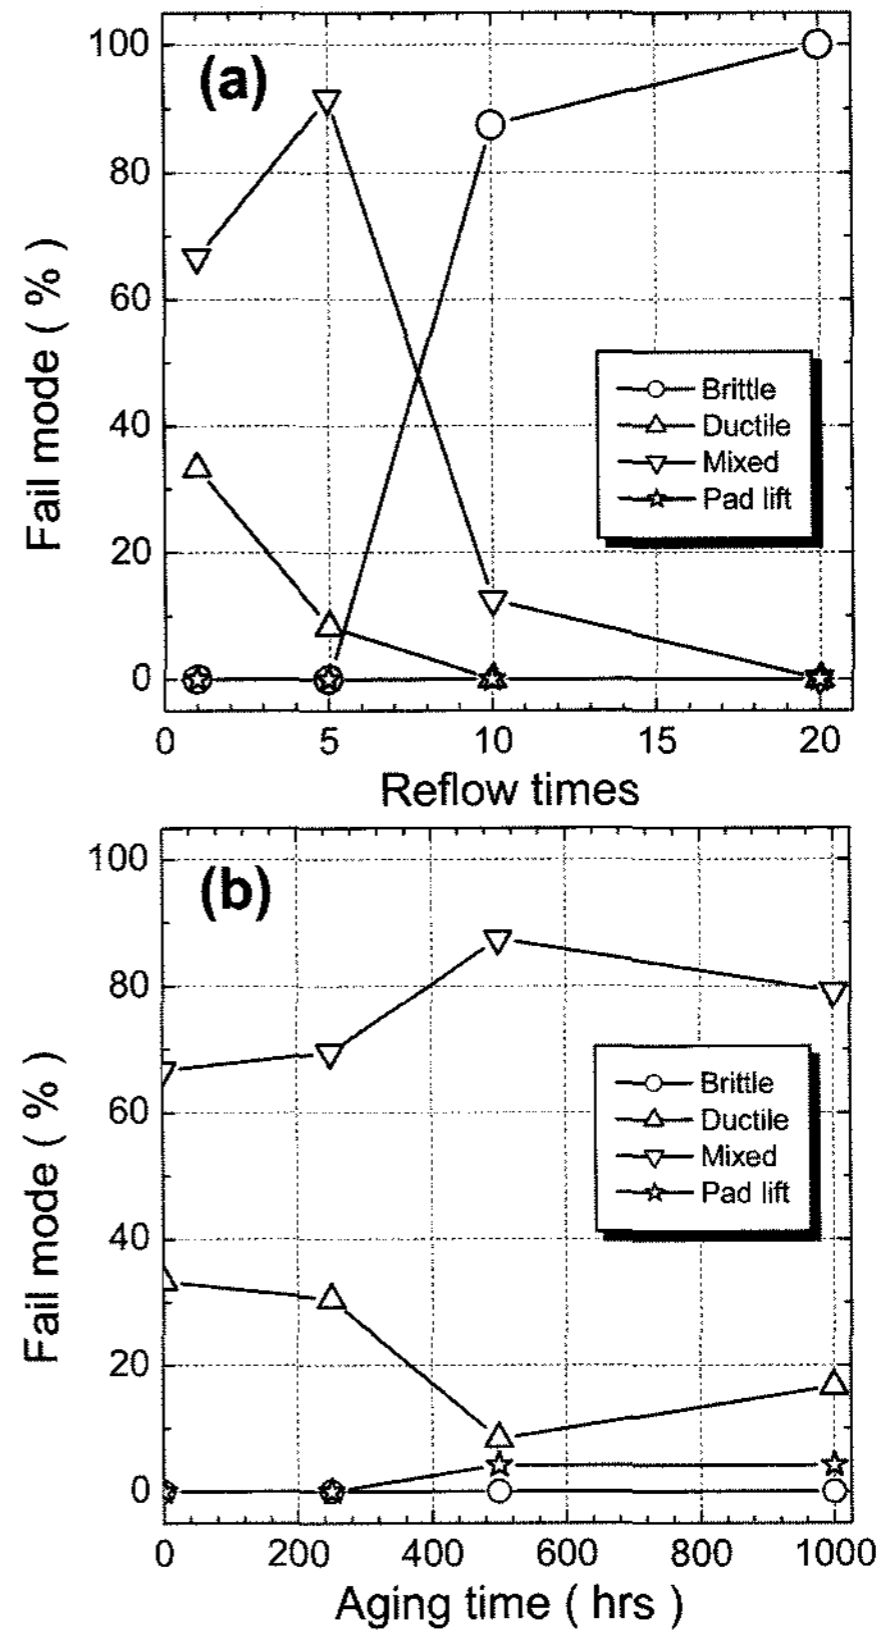 (a)
100
80
60
40
20
0
Fail mode ( % )
Brittle
Ductile
Mixed
Pad lift
0 5 10 15 20
Reflow times
(b)
100
80
60
40
20
0
Fail mode ( % )
Brittle
Ductile
Mixed
Pad lift
0 200 400 600 800 1000
Aging time ( hrs )